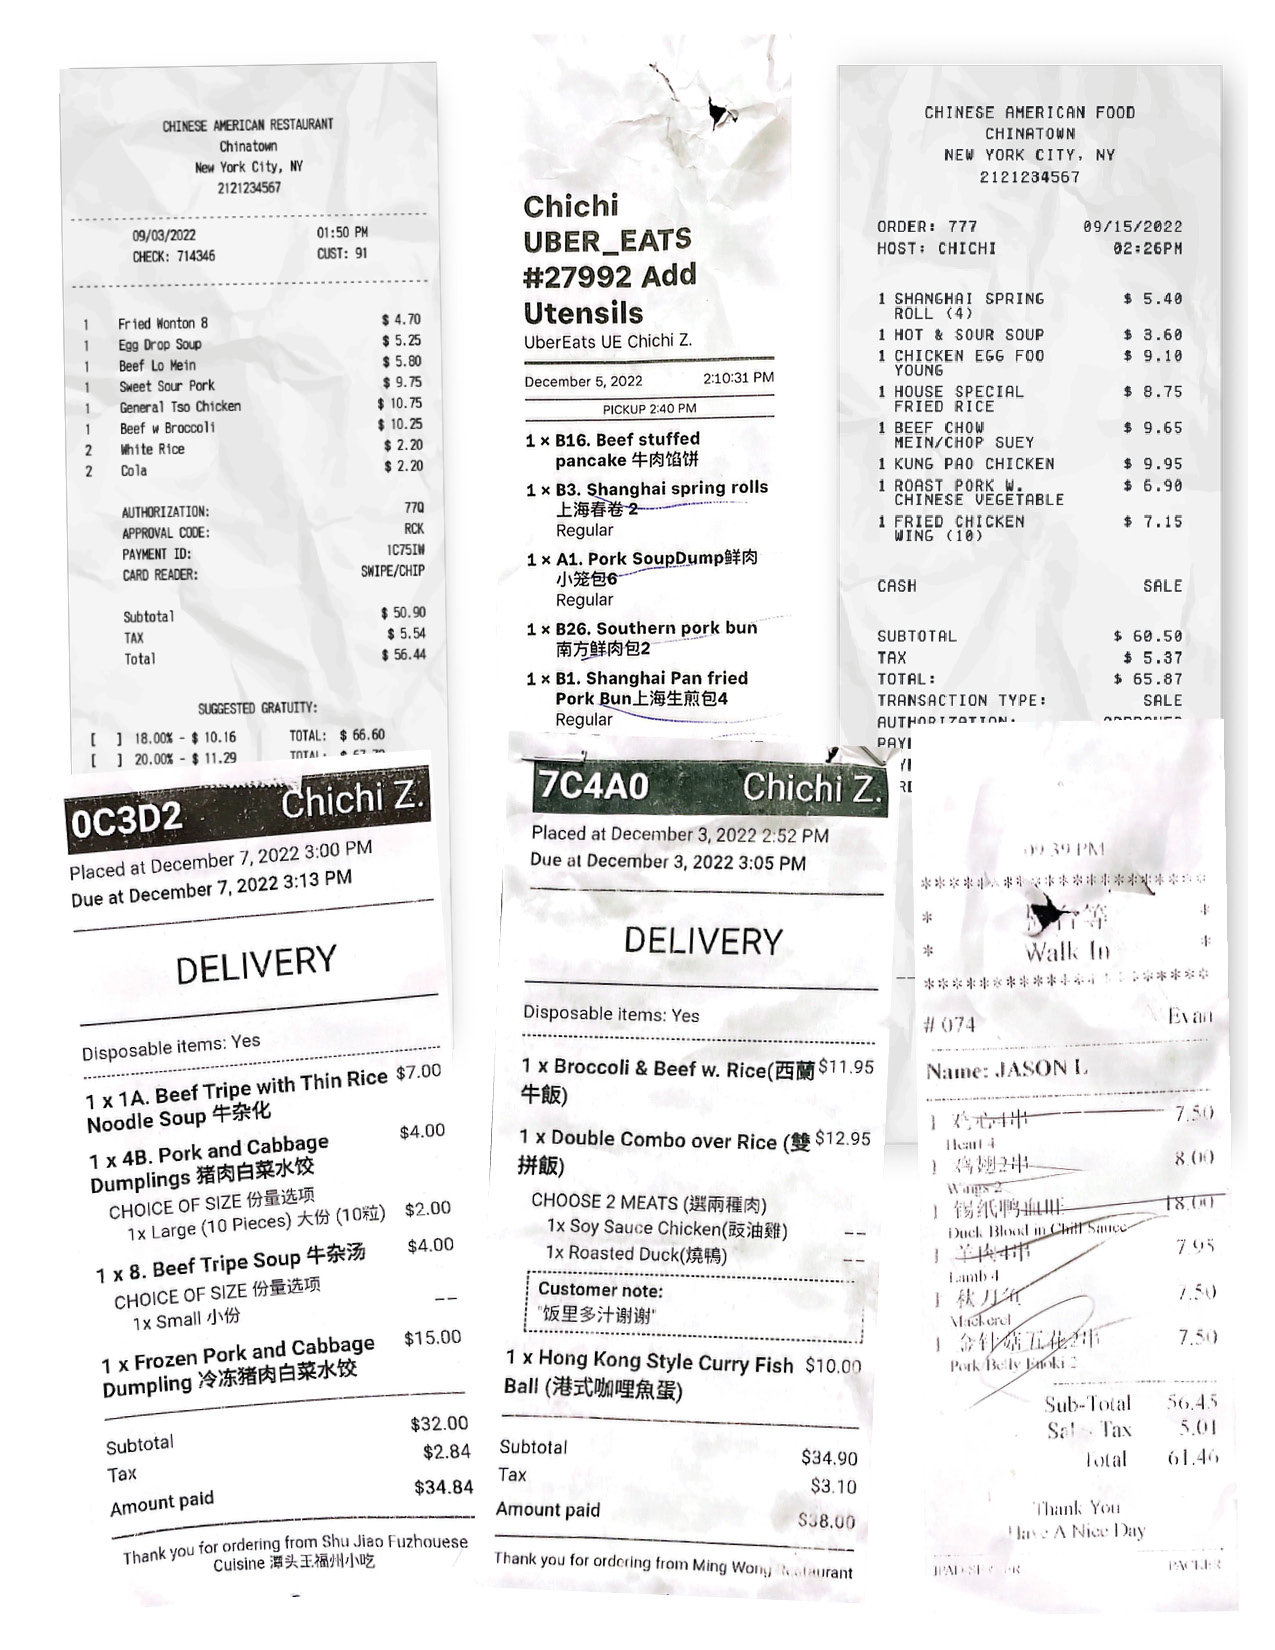 CHINESE AMERICAN RESTAURANT
Chinatown
New York City, NY
2121234567
09/03/2022 01:50 PM
CHECK: 714346 CUST: 91
1 Fried Wonton 8 $ 4.70
1 Egg Drop Soup $ 5.25
1 Beef Lo Mein $ 5.80
1 Sweet Sour Pork $ 9.75
1 General Tso Chicken $ 10.75
1 Beef w Broccoli $ 10.25
2 White Rice $ 2.20
2 Cola $ 2.20
AUTHORIZATION: 77Q
APPROVAL CODE: RCK
PAYMENT ID: 1C75IW
CARD READER: SWIPE/CHIP
Subtotal $ 50.90
TAX $ 5.54
Total $ 56.44
SUGGESTED GRATUITY:
[ ] 18.00% - $ 10.16 TOTAL: $ 66.60
[ ] 20.00% - $ 11.29 TOTAL:
Chichi
UBER_EATS
#27992 Add
Utensils
UberEats UE Chichi Z.
December 5, 2022 2:10:31 PM
PICKUP 2:40 PM
1 × B16. Beef stuffed
pancake 牛肉馅饼
1 × B3. Shanghai spring rolls
上海春卷 2
Regular
1 × A1. Pork SoupDump鲜肉
小笼包6
Regular
1 × B26. Southern pork bun
南方鲜肉包2
1 × B1. Shanghai Pan fried
Pork Bun上海生煎包4
Regular
CHINESE AMERICAN FOOD
CHINATOWN
NEW YORK CITY, NY
2121234567
ORDER: 777 09/15/2022
HOST: CHICHI 02:26PM
1 SHANGHAI SPRING $ 5.40
ROLL (4)
1 HOT & SOUR SOUP $ 3.60
1 CHICKEN EGG FOO $ 9.10
YOUNG
1 HOUSE SPECIAL $ 8.75
FRIED RICE
1 BEEF CHOW $ 9.65
MEIN/CHOP SUEY
1 KUNG PAO CHICKEN $ 9.95
1 ROAST PORK W. $ 6.90
CHINESE VEGETABLE
1 FRIED CHICKEN $ 7.15
WING (10)
CASH SALE
SUBTOTAL $ 60.50
TAX $ 5.37
TOTAL: $ 65.87
TRANSACTION TYPE: SALE
AUTHORIZATION:
0C3D2 Chichi Z.
Placed at December 7, 2022 3:00 PM
Due at December 7, 2022 3:13 PM
DELIVERY
Disposable items: Yes
1 x 1A. Beef Tripe with Thin Rice $7.00
Noodle Soup 牛杂化
1 x 4B. Pork and Cabbage $4.00
Dumplings 猪肉白菜水饺
CHOICE OF SIZE 份量选项
1x Large (10 Pieces) 大份 (10粒) $2.00
1 x 8. Beef Tripe Soup 牛杂汤 $4.00
CHOICE OF SIZE 份量选项
1x Small 小份 --
1 x Frozen Pork and Cabbage $15.00
Dumpling 冷冻猪肉白菜水饺
Subtotal $32.00
Tax $2.84
Amount paid $34.84
Thank you for ordering from Shu Jiao Fuzhouese
Cuisine 潭头王福州小吃
7C4A0 Chichi Z.
Placed at December 3, 2022 2:52 PM
Due at December 3, 2022 3:05 PM
DELIVERY
Disposable items: Yes
1 x Broccoli & Beef w. Rice(西蘭 $11.95
牛飯)
1 x Double Combo over Rice (雙 $12.95
拼飯)
CHOOSE 2 MEATS (選兩種肉)
1x Soy Sauce Chicken(豉油雞) --
1x Roasted Duck(燒鴨) --
Customer note:
"饭里多汁谢谢"
1 x Hong Kong Style Curry Fish $10.00
Ball (港式咖哩魚蛋)
Subtotal $34.90
Tax $3.10
Amount paid $38.00
Thank you for ordering from Ming Wong
09:39 PM
Walk In
# 074 Evan
Name: JASON L
1 鸡心4串 7.50
Heart 4
1 鸡翅2串 8.00
Wings 2
1 锡纸鸭血旺 18.00
Duck Blood in Chili Sauce
1 羊肉4串 7.95
Lamb 4
1 秋刀鱼 7.50
Mackerel
1 金针菇五花2串 7.50
Pork Belly Enoki 2
Sub-Total 56.45
Sales Tax 5.01
Total 61.46
Thank You
Have A Nice Day
PACKER